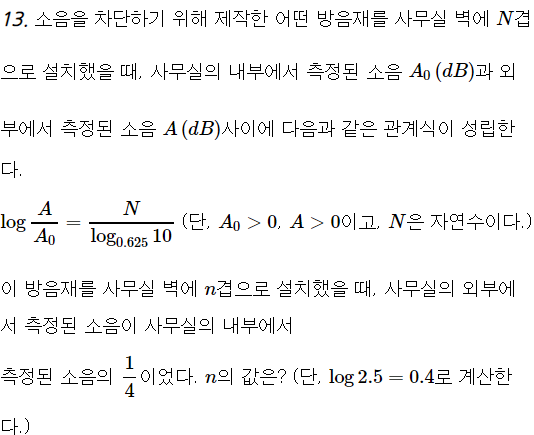 13. 소음을 차단하기 위해 제작한 어떤 방음재를 사무실 벽에 N겹
으로 설치했을 때, 사무실의 내부에서 측정된 소음 A₀ (dB)과 외
부에서 측정된 소음 A (dB)사이에 다음과 같은 관계식이 성립한
다.
log A/A₀ = N/log₀.₆₂₅ 10 (단, A₀ > 0, A > 0이고, N은 자연수이다.)
이 방음재를 사무실 벽에 n겹으로 설치했을 때, 사무실의 외부에
서 측정된 소음이 사무실의 내부에서
측정된 소음의 1/4이었다. n의 값은? (단, log 2.5 = 0.4로 계산한
다.)